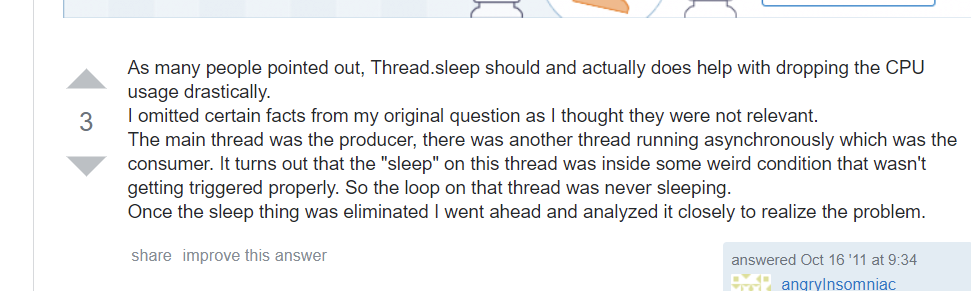 As many people pointed out, Thread.sleep should and actually does help with dropping the CPU
usage drastically.
3
I omitted certain facts from my original question as I thought they were not relevant.
The main thread was the producer, there was another thread running asynchronously which was the
consumer. It turns out that the "sleep" on this thread was inside some weird condition that wasn't
getting triggered properly. So the loop on that thread was never sleeping.
Once the sleep thing was eliminated I went ahead and analyzed it closely to realize the problem.
share improve this answer
answered Oct 16 '11 at 9:34
angryInsomniac